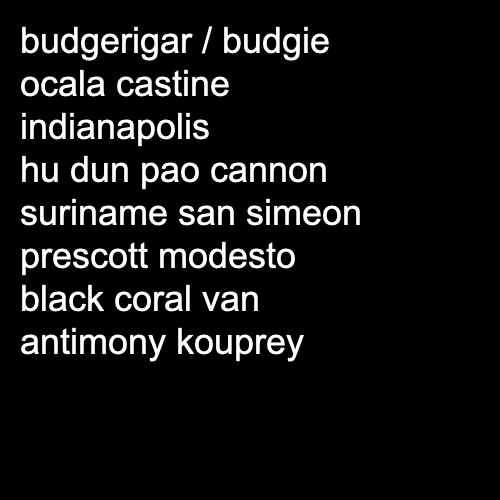 budgerigar / budgie
ocala castine
indianapolis
hu dun pao cannon
suriname san simeon
prescott modesto
black coral van
antimony kouprey